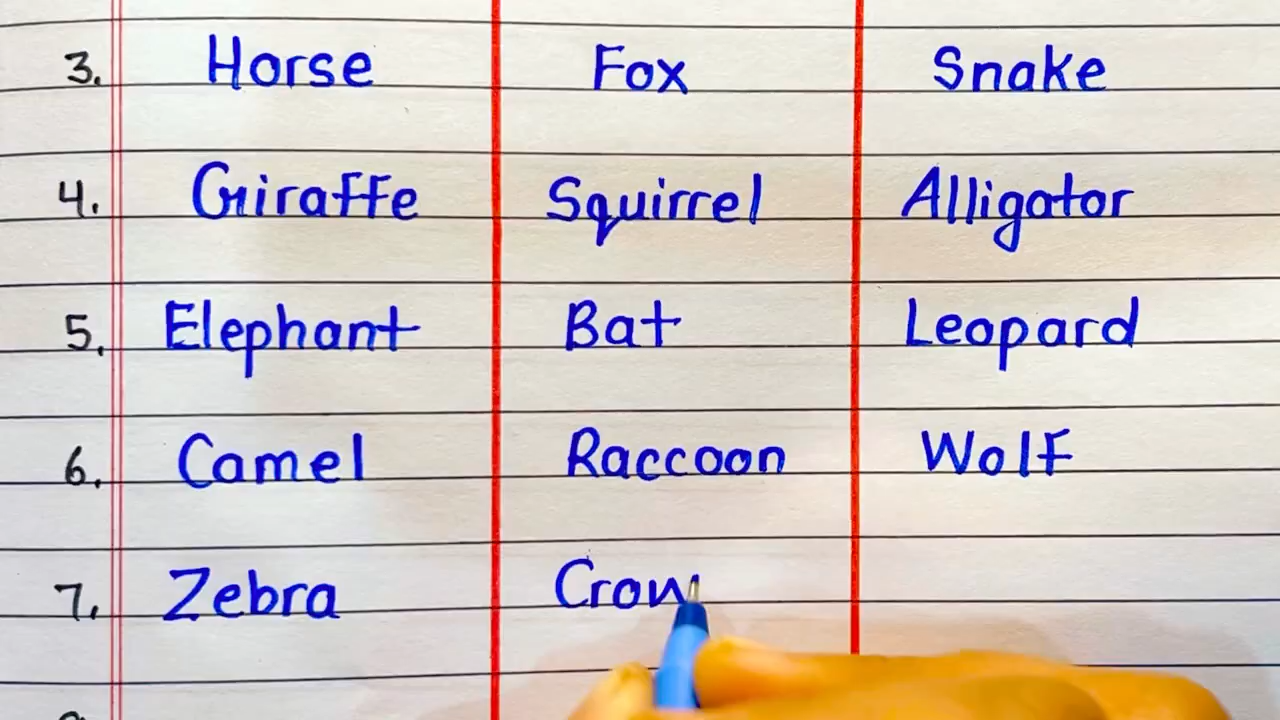 3. Horse Fox Snake
4. Giraffe Squirrel Alligator
5. Elephant Bat Leopard
6. Camel Raccoon Wolf
7. Zebra Crow